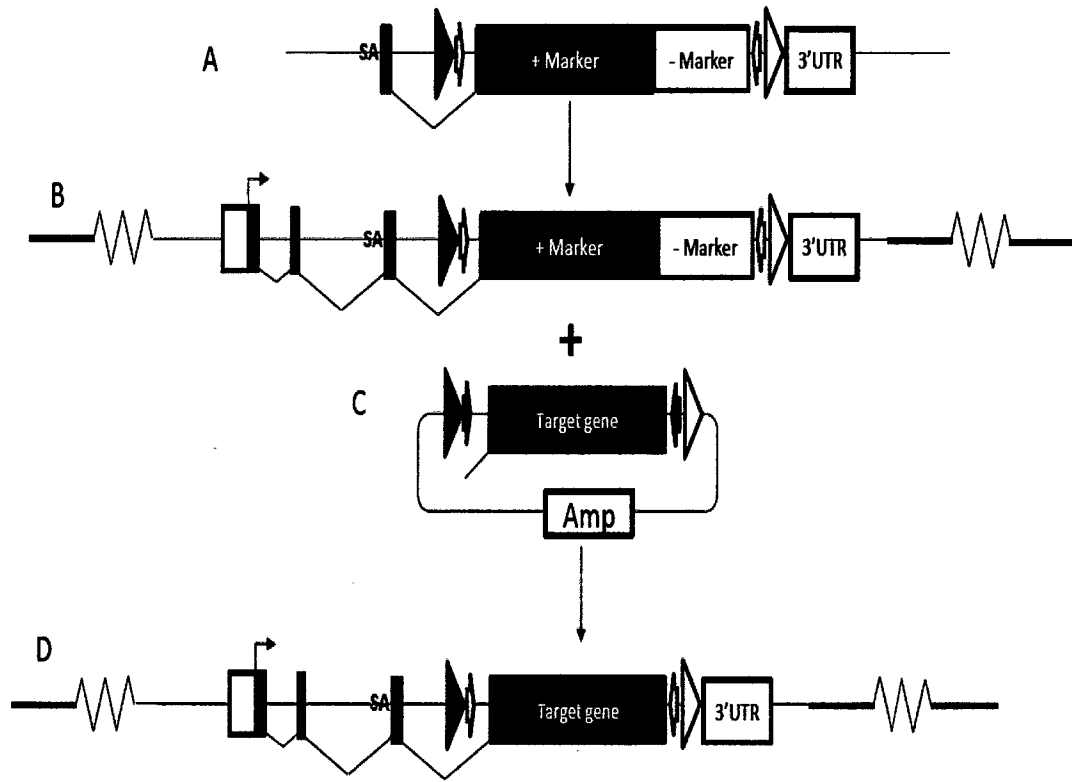 A
SA
+ Marker
- Marker
3'UTR
B
SA
+ Marker
- Marker
3'UTR
+
C
Target gene
Amp
D
SA
Target gene
3'UTR